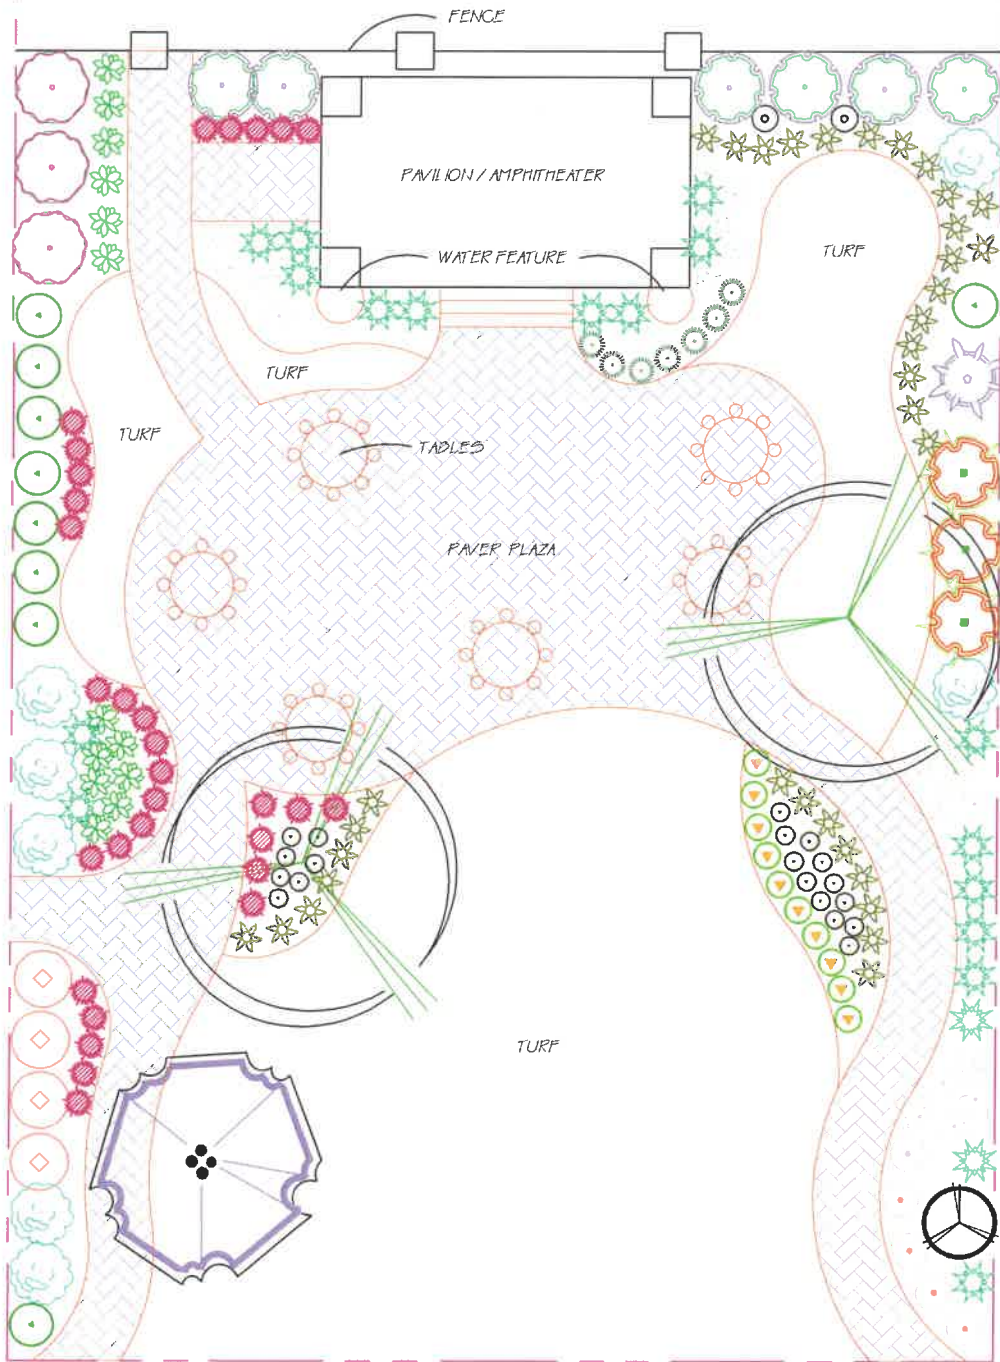 FENCE
PAVILION / AMPHITHEATER
WATER FEATURE
TURF
TURF
TURF
TABLES
PAVER PLAZA
TURF